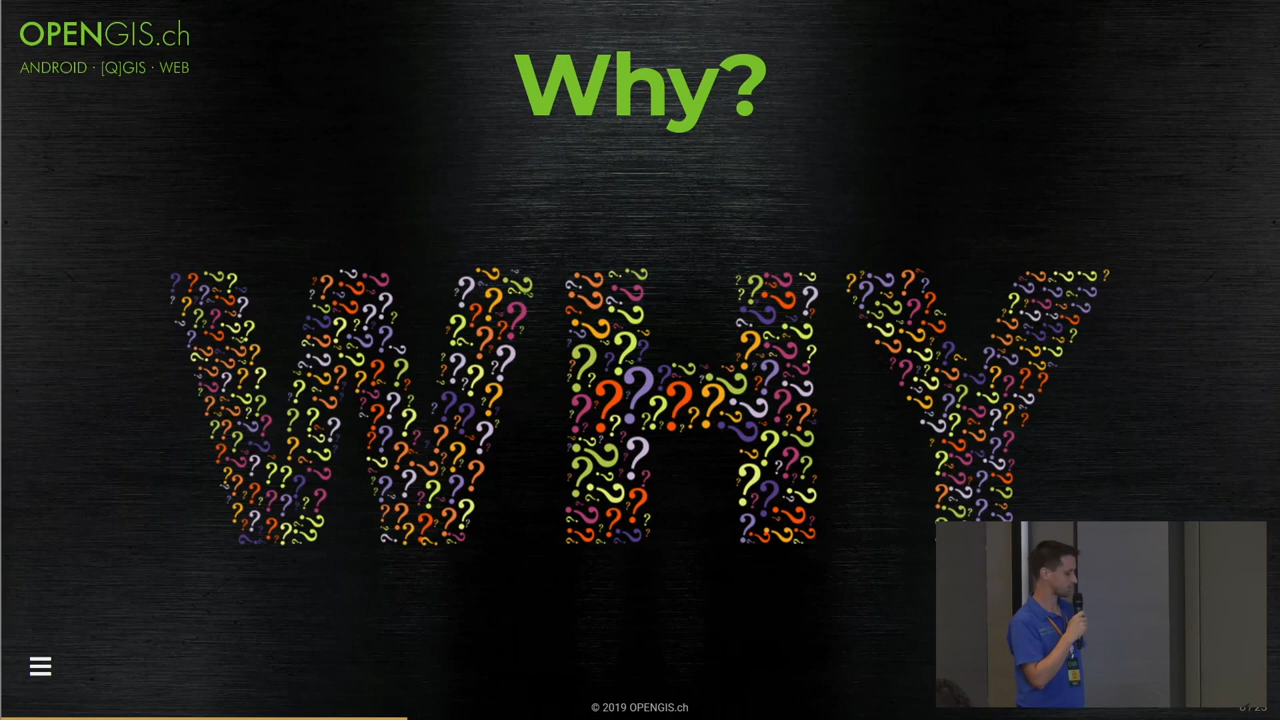 OPENGIS.ch
ANDROID · [Q]GIS · WEB
Why?
WHY
© 2019 OPENGIS.ch